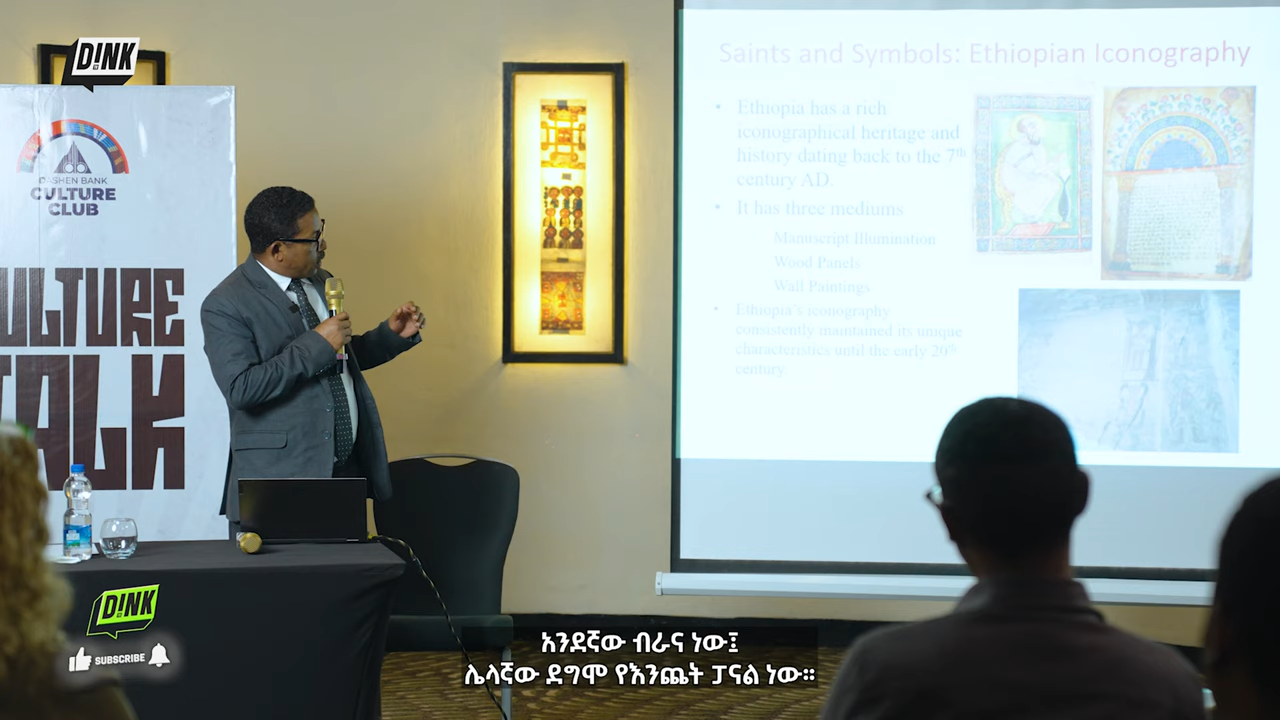 D!NK
DASHEN BANK
CULTURE
CLUB
ULTURE
TALK
Saints and Symbols: Ethiopian Iconography
• Ethiopia has a rich
iconographical heritage and
history dating back to the 7th
century AD.
• It has three mediums
Manuscript Illumination
Wood Panels
Wall Paintings
• Ethiopia's iconography
consistently maintained its unique
characteristics until the early 20th
century
D!NK
SUBSCRIBE
አንደኛው ብራና ነው፤
ሌላኛው ደግሞ የእንጨት ፓናል ነው።